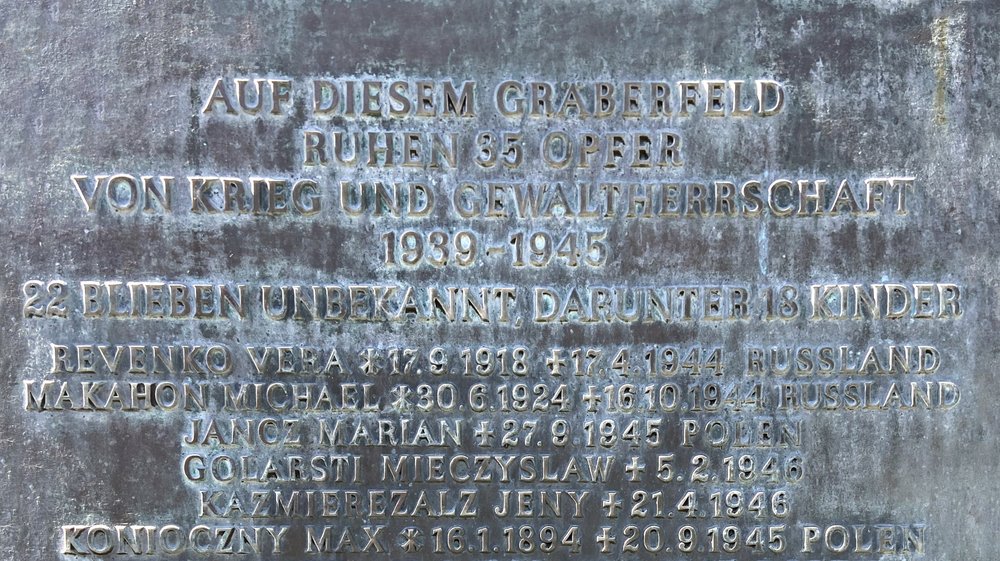 AUF DIESEM GRÄBERFELD
RUHEN 35 OPFER
VON KRIEG UND GEWALTHERRSCHAFT
1939-1945
22 BLIEBEN UNBEKANNT, DARUNTER 18 KINDER
REVENKO VERA *17.9.1918 ✝17.4.1944 RUSSLAND
MAKAHON MICHAEL *30.6.1924 ✝16.10.1944 RUSSLAND
JANCZ MARIAN ✝27.9.1945 POLEN
GOLARSTI MIECZYSLAW ✝5.2.1946
KAZMIEREZALZ JENY ✝21.4.1946
KONIOCZNY MAX *16.1.1894 ✝20.9.1945 POLEN